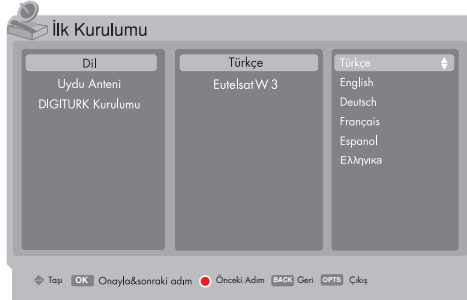 İlk Kurulumu
Dil
Uydu Anteni
DIGITURK Kurulumu
Türkçe
Eutelsat W 3
Türkçe
English
Deutsch
Français
Espanol
Ελληνικα
Taşı OK Onayla&sonraki adım Önceki Adım BACK Geri OPTS Çıkış